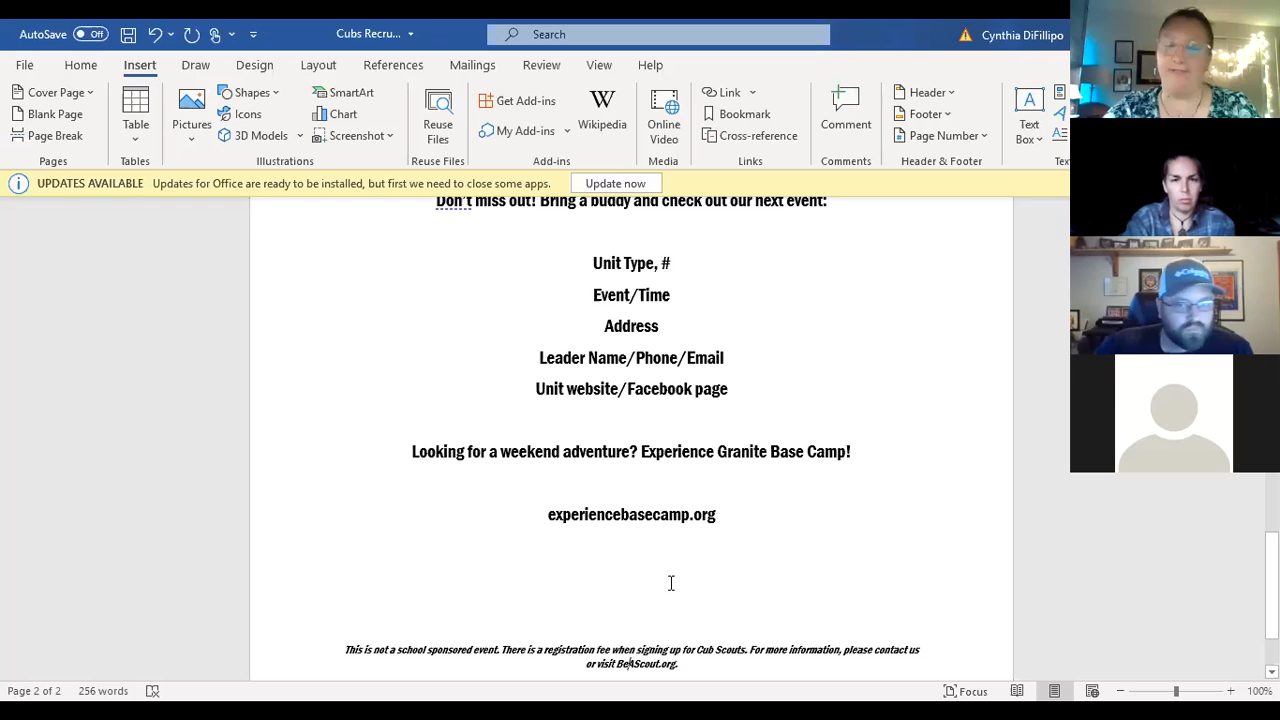 AutoSave Off Cubs Recru... Search Cynthia DiFillipo
File Home Insert Draw Design Layout References Mailings Review View Help
Cover Page
Blank Page
Page Break
Pages
Table
Tables
Pictures
Shapes
Icons
3D Models
SmartArt
Chart
Screenshot
Illustrations
Reuse
Files
Reuse Files
Get Add-ins
My Add-ins
Wikipedia
Add-ins
Online
Video
Media
Link
Bookmark
Cross-reference
Links
Comment
Comments
Header
Footer
Page Number
Header & Footer
Text
Box
UPDATES AVAILABLE Updates for Office are ready to be installed, but first we need to close some apps. Update now
Don't miss out! Bring a buddy and check out our next event:
Unit Type, #
Event/Time
Address
Leader Name/Phone/Email
Unit website/Facebook page
Looking for a weekend adventure? Experience Granite Base Camp!
experiencebasecamp.org
This is not a school sponsored event. There is a registration fee when signing up for Cub Scouts. For more information, please contact us
or visit BeAScout.org.
Page 2 of 2 256 words Focus 100%